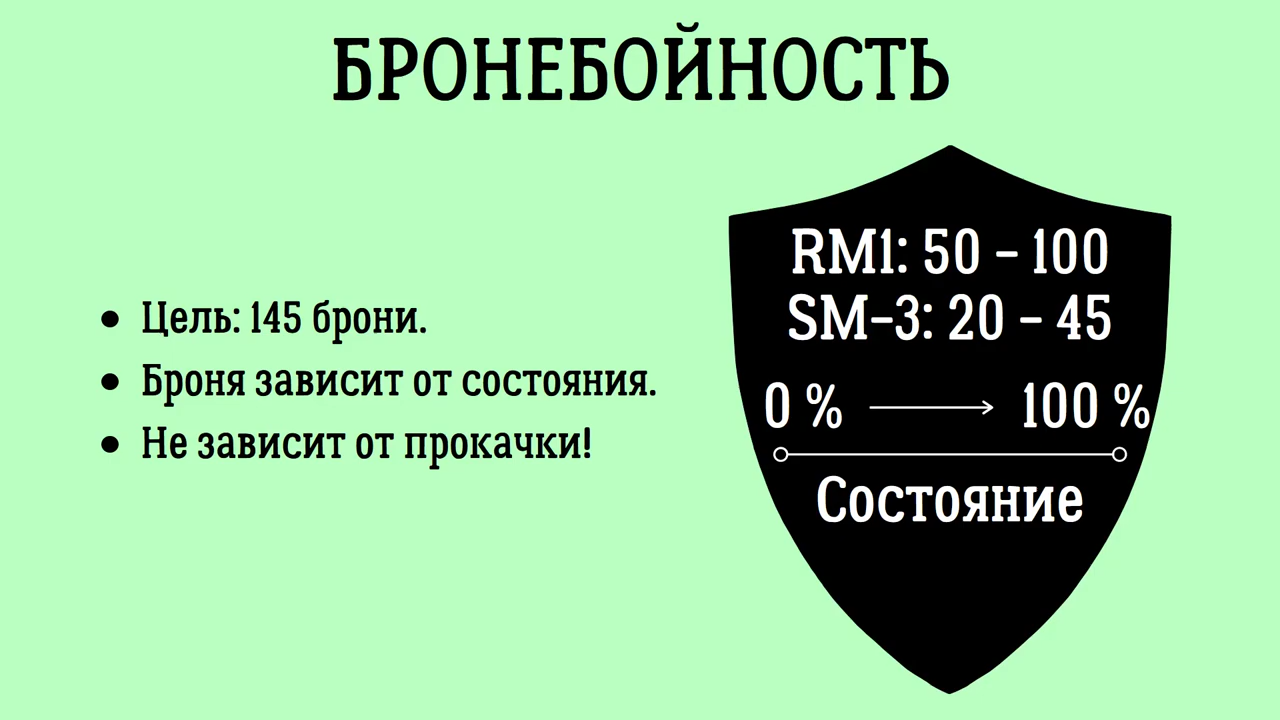 БРОНЕБОЙНОСТЬ
• Цель: 145 брони.
• Броня зависит от состояния.
• Не зависит от прокачки!
RM1: 50 – 100
SM-3: 20 – 45
0 % → 100 %
Состояние